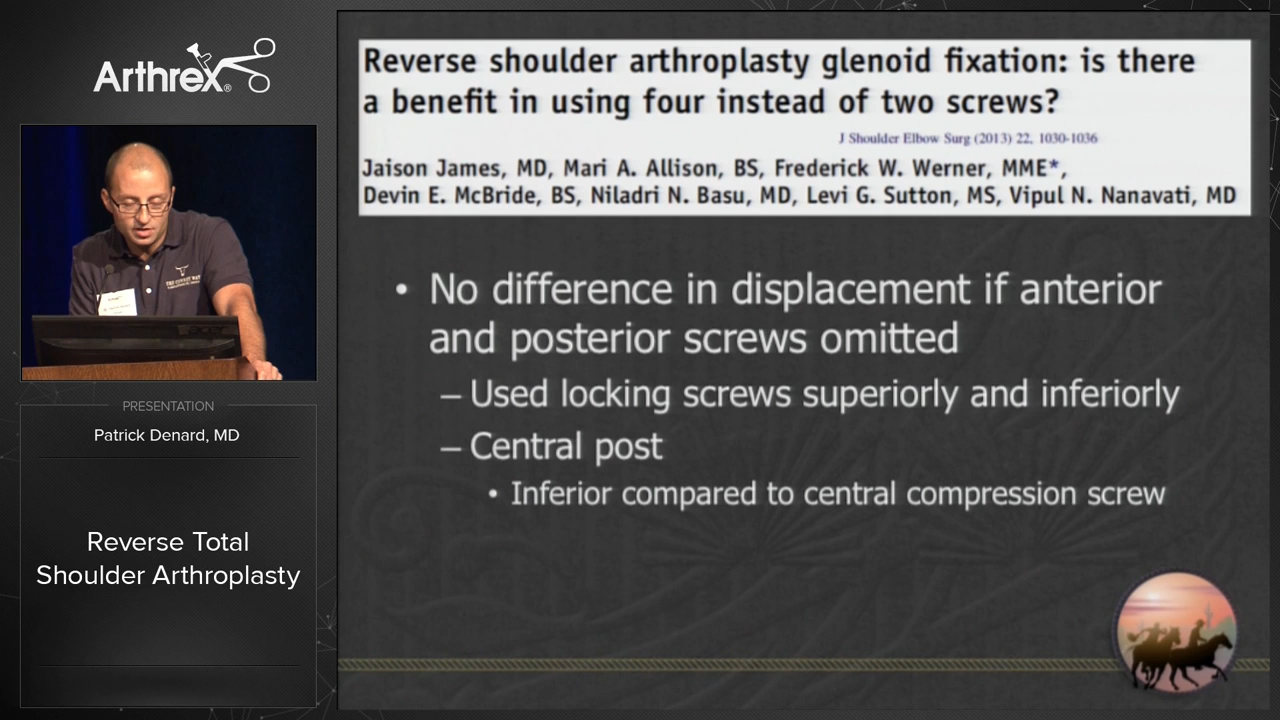 Arthrex®
PRESENTATION
Patrick Denard, MD
Reverse Total
Shoulder Arthroplasty
Reverse shoulder arthroplasty glenoid fixation: is there
a benefit in using four instead of two screws?
J Shoulder Elbow Surg (2013) 22, 1030-1036
Jaison James, MD, Mari A. Allison, BS, Frederick W. Werner, MME*,
Devin E. McBride, BS, Niladri N. Basu, MD, Levi G. Sutton, MS, Vipul N. Nanavati, MD
• No difference in displacement if anterior
and posterior screws omitted
– Used locking screws superiorly and inferiorly
– Central post
• Inferior compared to central compression screw